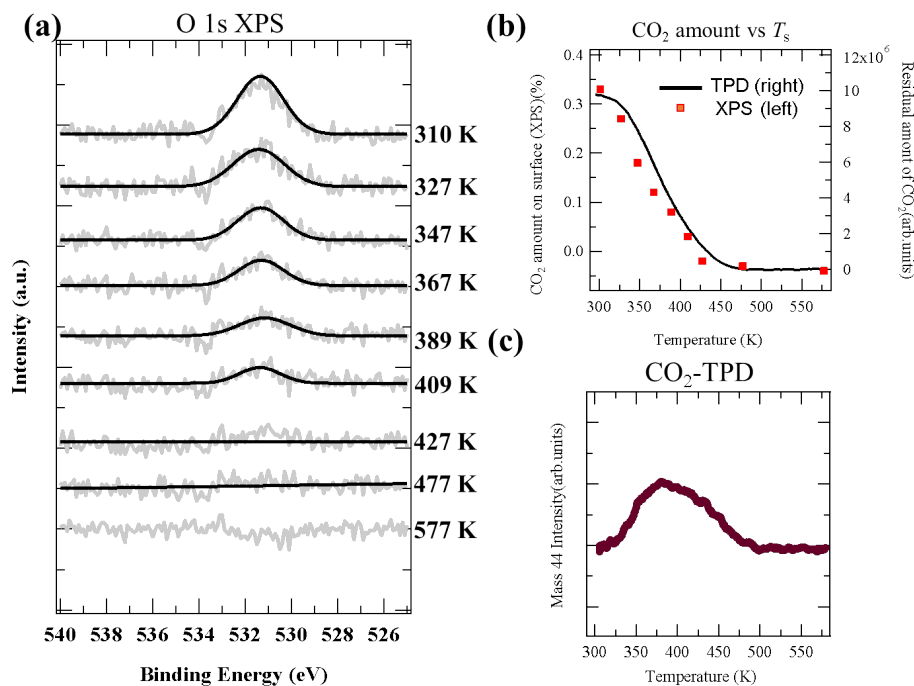 (a)
O 1s XPS
310 K
327 K
347 K
367 K
389 K
409 K
427 K
477 K
577 K
Intensity (a.u.)
540 538 536 534 532 530 528 526
Binding Energy (eV)
(b)
CO₂ amount vs Tₛ
0.4
0.3
0.2
0.1
0.0
CO₂ amount on surface (XPS)(%)
TPD (right)
XPS (left)
12x10⁶
10
8
6
4
2
0
Residual amont of CO₂(arb.units)
300 350 400 450 500 550
Temperature (K)
(c)
CO₂-TPD
Mass 44 Intensity(arb.units)
300 350 400 450 500 550
Temperature (K)